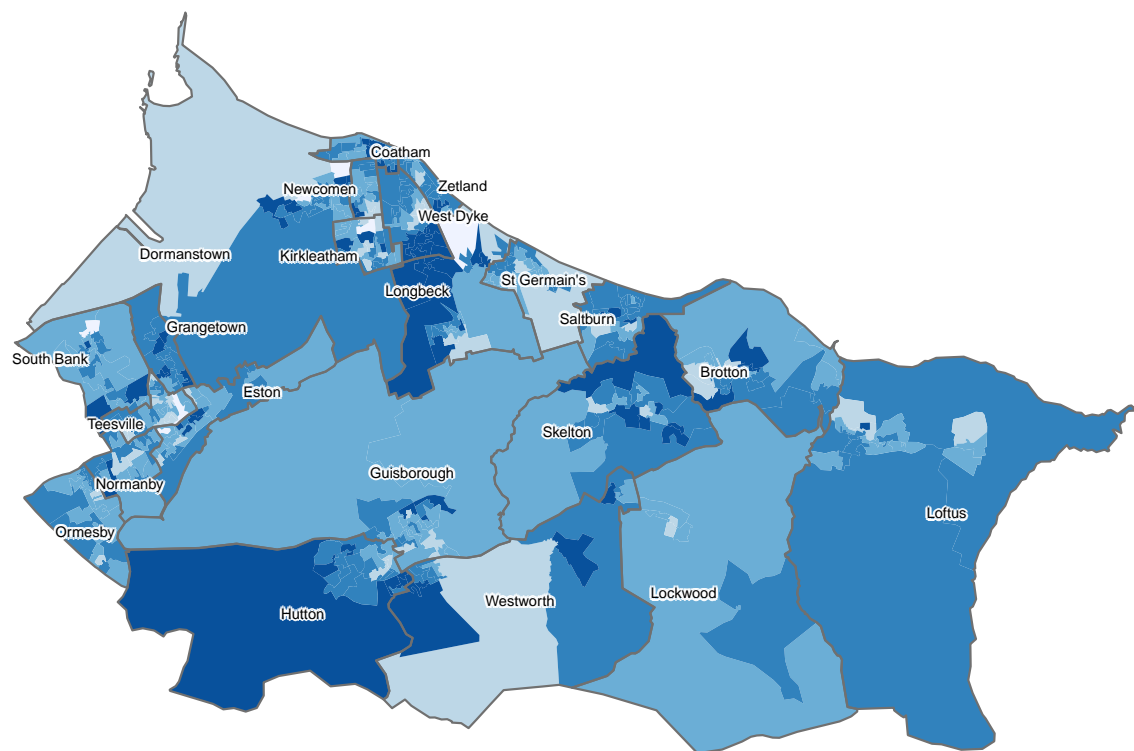 Coatham
Zetland
Newcomen
West Dyke
Dormanstown
Kirkleatham
St Germain's
Longbeck
Saltburn
Grangetown
South Bank
Brotton
Eston
Teesville
Skelton
Guisborough
Normanby
Loftus
Ormesby
Lockwood
Westworth
Hutton